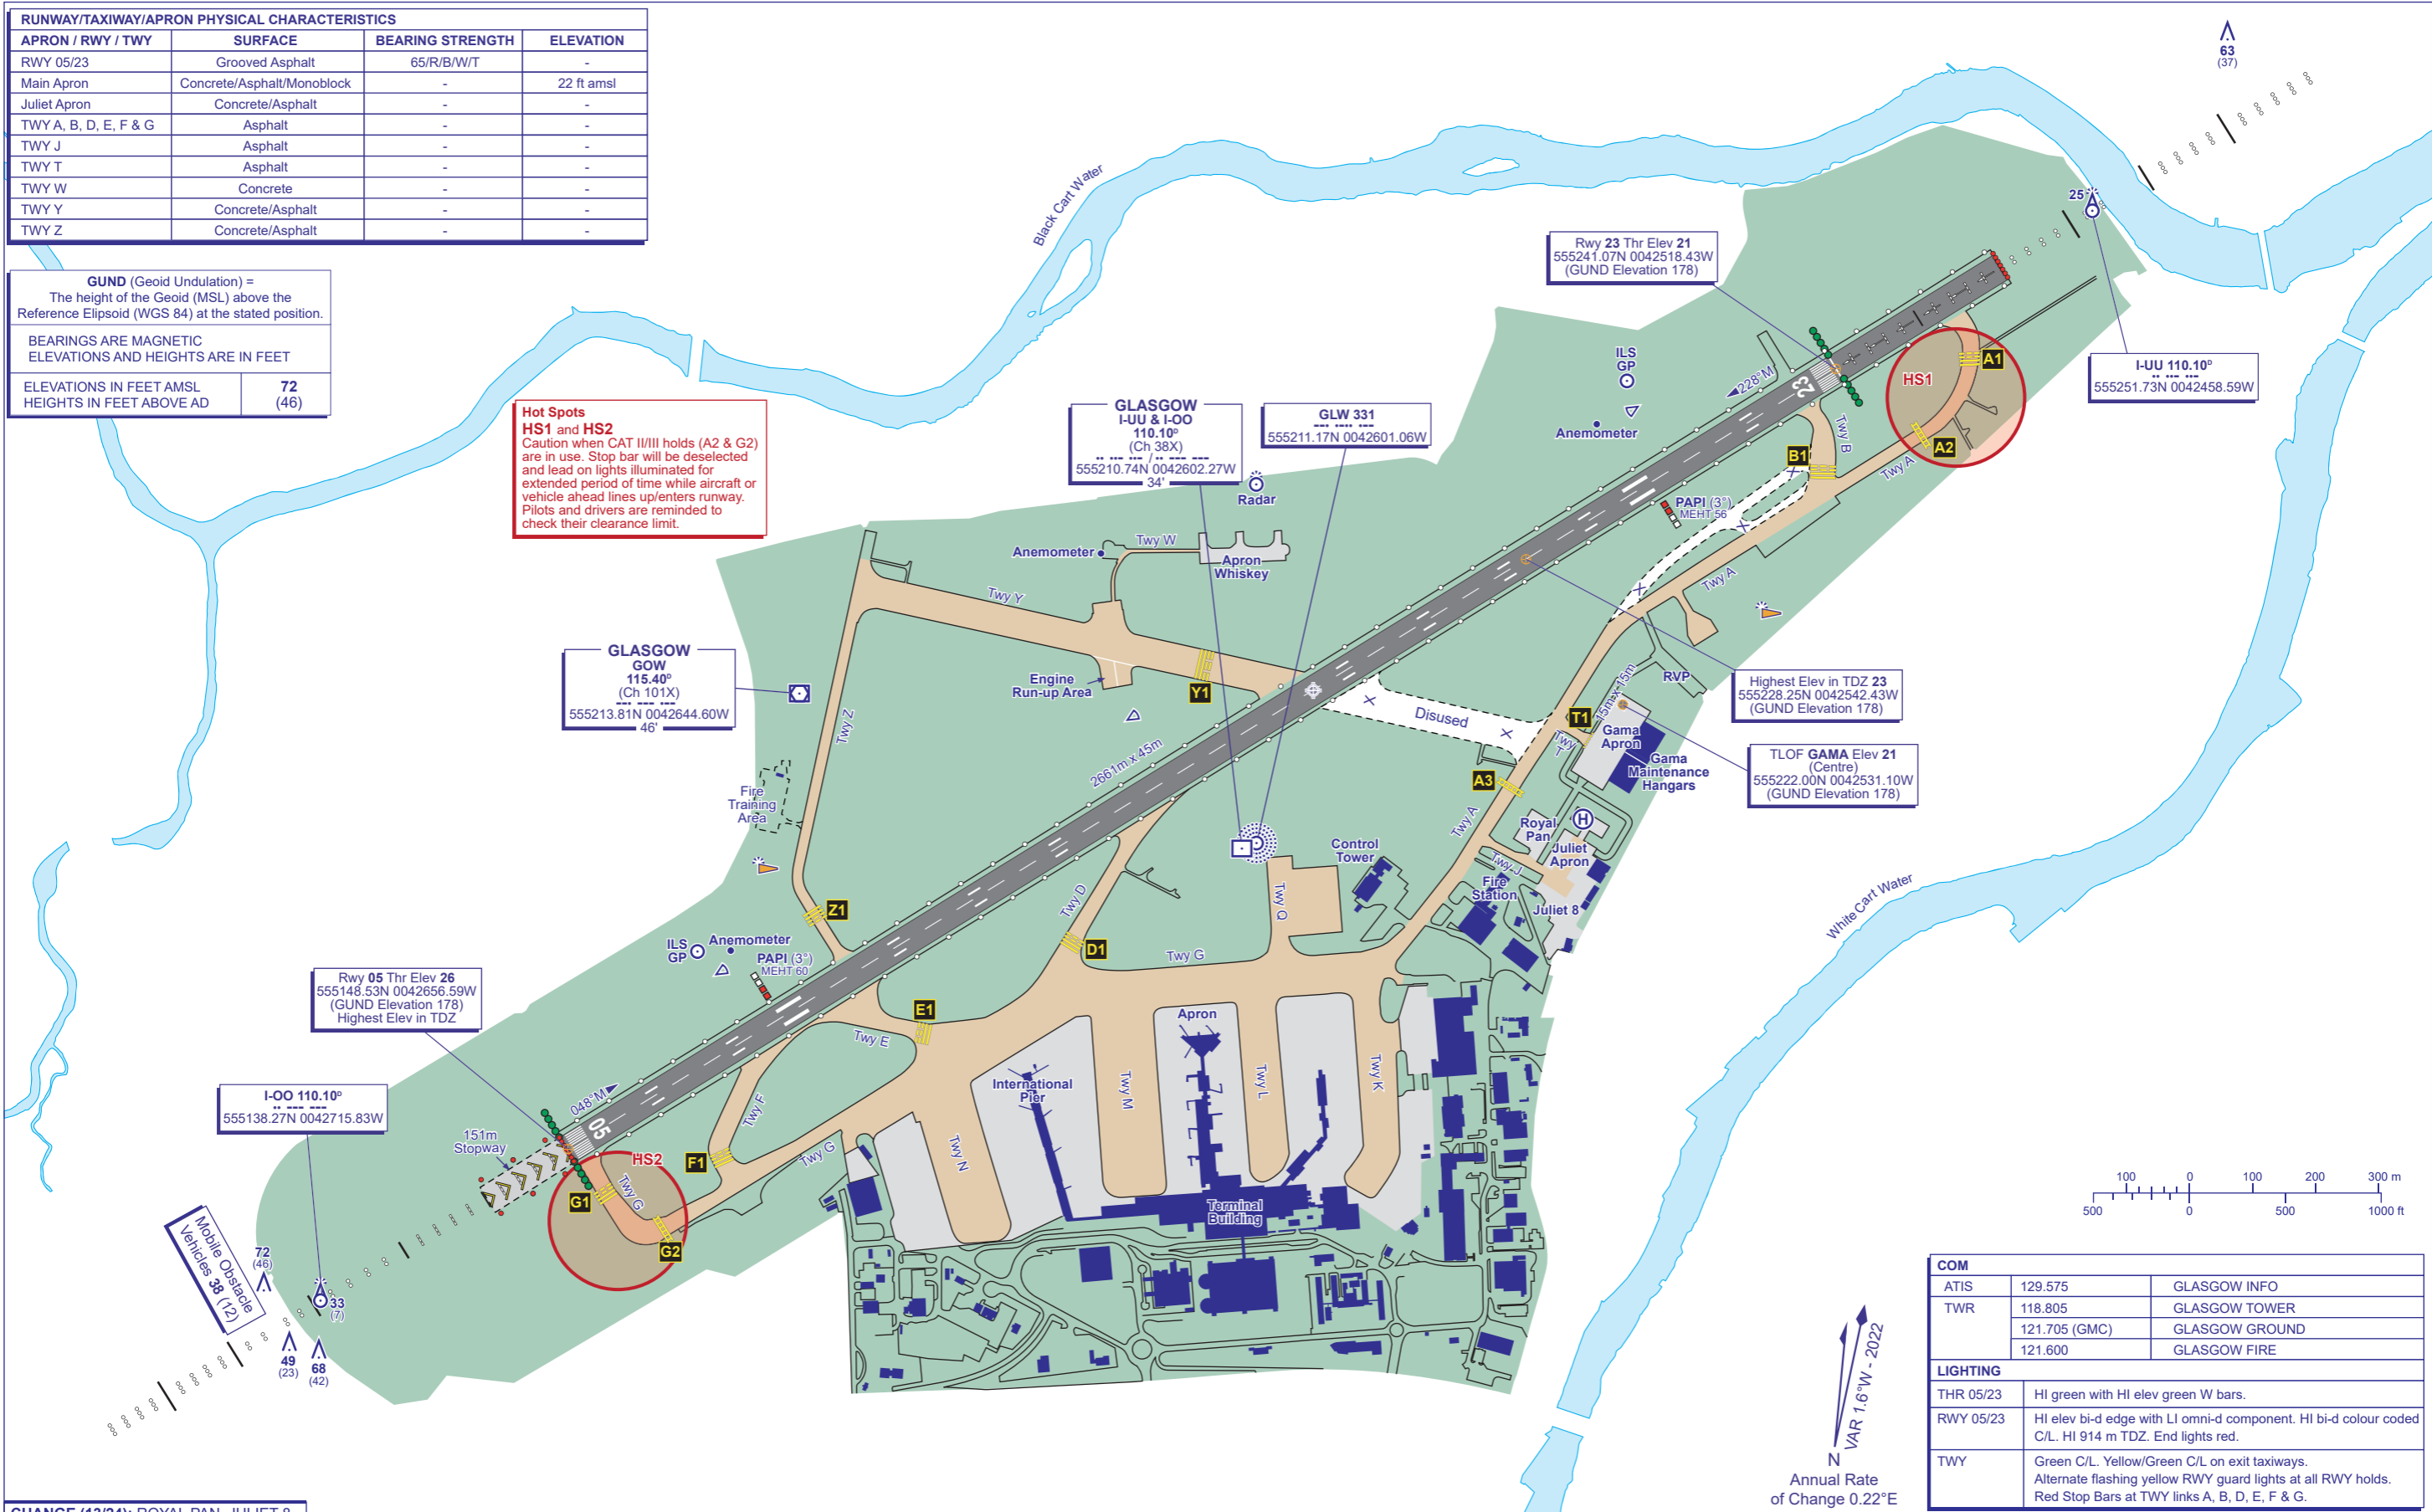 RUNWAY/TAXIWAY/APRON PHYSICAL CHARACTERISTICS
APRON / RWY / TWY SURFACE BEARING STRENGTH ELEVATION
RWY 05/23 Grooved Asphalt 65/R/B/W/T -
Main Apron Concrete/Asphalt/Monoblock - 22 ft amsl
Juliet Apron Concrete/Asphalt - -
TWY A, B, D, E, F & G Asphalt - -
TWY J Asphalt - -
TWY T Asphalt - -
TWY W Concrete - -
TWY Y Concrete/Asphalt - -
TWY Z Concrete/Asphalt - -
GUND (Geoid Undulation) =
The height of the Geoid (MSL) above the
Reference Elipsoid (WGS 84) at the stated position.
BEARINGS ARE MAGNETIC
ELEVATIONS AND HEIGHTS ARE IN FEET
ELEVATIONS IN FEET AMSL 72
HEIGHTS IN FEET ABOVE AD (46)
Hot Spots
HS1 and HS2
Caution when CAT II/III holds (A2 & G2)
are in use. Stop bar will be deselected
and lead on lights illuminated for
extended period of time while aircraft or
vehicle ahead lines up/enters runway.
Pilots and drivers are reminded to
check their clearance limit.
Black Cart Water
63
(37)
25
Rwy 23 Thr Elev 21
555241.07N 0042518.43W
(GUND Elevation 178)
I-UU 110.10ᴰ
555251.73N 0042458.59W
GLASGOW
I-UU & I-OO
110.10ᴰ
(Ch 38X)
555210.74N 0042602.27W
34'
GLW 331
555211.17N 0042601.06W
ILS
GP
Anemometer
228°M
23
HS1
A1
A2
B1
Twy B
Twy A
PAPI (3°)
MEHT 56
Radar
Anemometer
Twy W
Apron
Whiskey
Twy Y
Twy A
GLASGOW
GOW
115.40ᴰ
(Ch 101X)
555213.81N 0042644.60W
46'
Engine
Run-up Area
Y1
Twy Z
Disused
2661m x 45m
15m x 15m
RVP
T1
Twy
T
Gama
Apron
Gama
Maintenance
Hangars
Highest Elev in TDZ 23
555228.25N 0042542.43W
(GUND Elevation 178)
TLOF GAMA Elev 21
(Centre)
555222.00N 0042531.10W
(GUND Elevation 178)
Fire
Training
Area
A3
Twy A
Royal
Pan
H
Juliet
Apron
Twy J
Control
Tower
Fire
Station
Juliet 8
Twy Q
Twy D
Z1
D1
Twy G
White Cart Water
ILS
GP
Anemometer
PAPI (3°)
MEHT 60
Rwy 05 Thr Elev 26
555148.53N 0042656.59W
(GUND Elevation 178)
Highest Elev in TDZ
E1
Twy E
Apron
International
Pier
Twy M
Twy L
Twy K
Twy N
I-OO 110.10ᴰ
555138.27N 0042715.83W
048°M
05
151m
Stopway
Twy F
F1
Twy G
HS2
G1
Twy G
G2
Terminal
Building
Mobile Obstacle
Vehicles 38 (12)
72
(46)
33
(7)
49
(23)
68
(42)
100 0 100 200 300 m
500 0 500 1000 ft
VAR 1.6°W - 2022
N
Annual Rate
of Change 0.22°E
COM
ATIS 129.575 GLASGOW INFO
TWR 118.805 GLASGOW TOWER
121.705 (GMC) GLASGOW GROUND
121.600 GLASGOW FIRE
LIGHTING
THR 05/23 HI green with HI elev green W bars.
RWY 05/23 HI elev bi-d edge with LI omni-d component. HI bi-d colour coded
C/L. HI 914 m TDZ. End lights red.
TWY Green C/L. Yellow/Green C/L on exit taxiways.
Alternate flashing yellow RWY guard lights at all RWY holds.
Red Stop Bars at TWY links A, B, D, E, F & G.
CHANGE (13/24): ROYAL PAN, JULIET 8